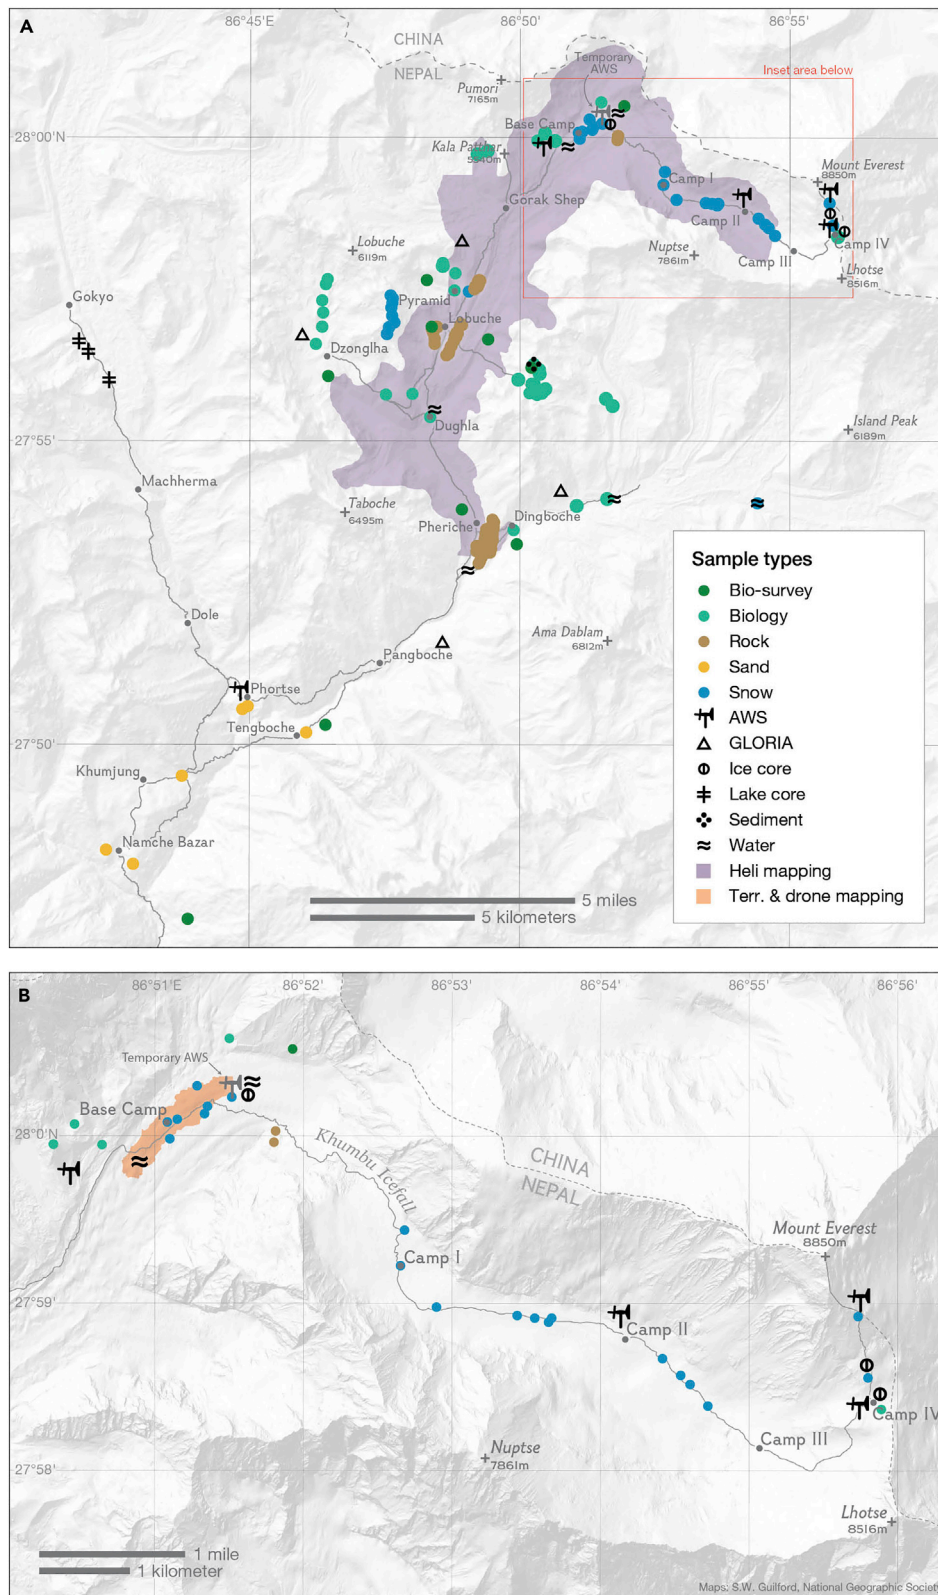 A
86°45'E
86°50'
86°55'
CHINA
NEPAL
Temporary
AWS
Inset area below
Pumori
7165m
28°00'N
Base Camp
Kala Patthar
5540m
Mount Everest
8850m
Camp I
Gorak Shep
Camp II
Camp IV
Lobuche
6119m
Nuptse
7861m
Camp III
Lhotse
8516m
Gokyo
Pyramid
Lobuche
Dzonglha
Island Peak
6189m
Dughla
27°55'
Machherma
Taboche
6495m
Pheriche
Dingboche
Dole
Ama Dablam
6812m
Pangboche
Phortse
Tengboche
27°50'
Khumjung
Namche Bazar
5 miles
5 kilometers
Sample types
Bio-survey
Biology
Rock
Sand
Snow
AWS
GLORIA
Ice core
Lake core
Sediment
Water
Heli mapping
Terr. & drone mapping
B
86°51'E
86°52'
86°53'
86°54'
86°55'
86°56'
Temporary AWS
Base Camp
28°0'N
Khumbu Icefall
CHINA
NEPAL
Mount Everest
8850m
Camp I
27°59'
Camp II
Camp IV
Camp III
Nuptse
7861m
27°58'
Lhotse
8516m
1 mile
1 kilometer
Maps: S.W. Guilford, National Geographic Society